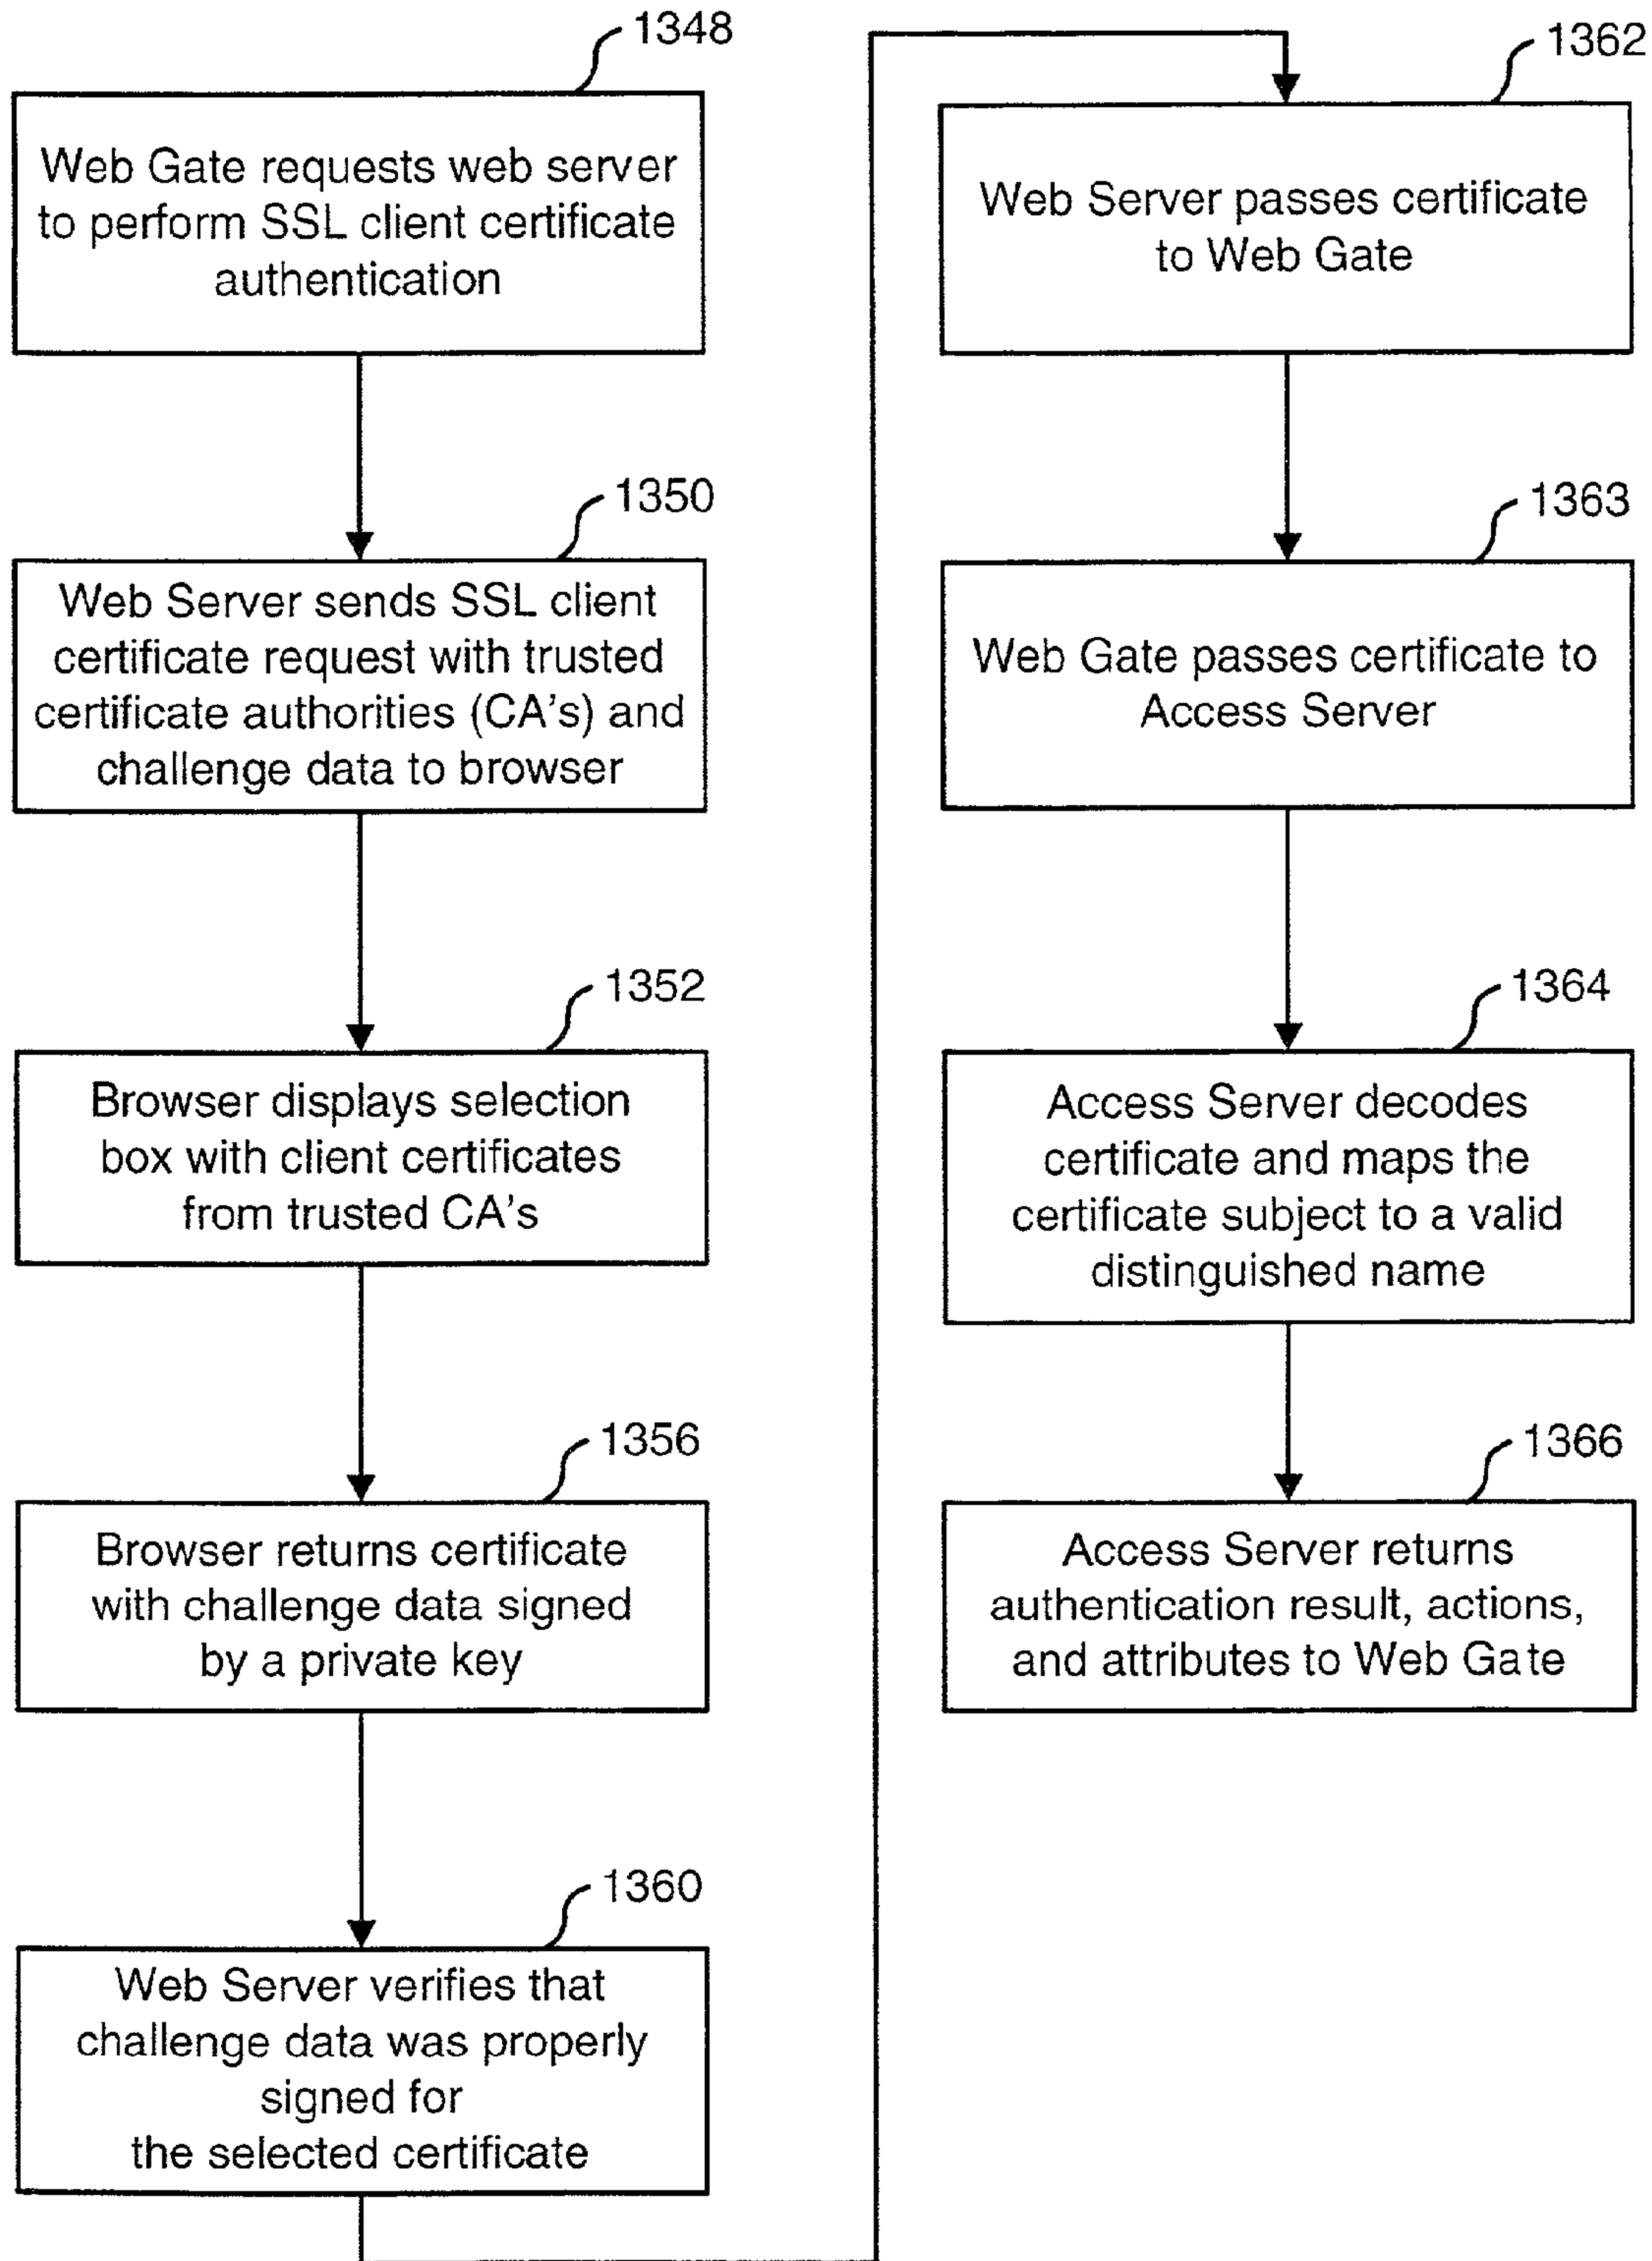 1348
Web Gate requests web server
to perform SSL client certificate
authentication
1350
Web Server sends SSL client
certificate request with trusted
certificate authorities (CA's) and
challenge data to browser
1352
Browser displays selection
box with client certificates
from trusted CA's
1356
Browser returns certificate
with challenge data signed
by a private key
1360
Web Server verifies that
challenge data was properly
signed for
the selected certificate
1362
Web Server passes certificate
to Web Gate
1363
Web Gate passes certificate to
Access Server
1364
Access Server decodes
certificate and maps the
certificate subject to a valid
distinguished name
1366
Access Server returns
authentication result, actions,
and attributes to Web Gate